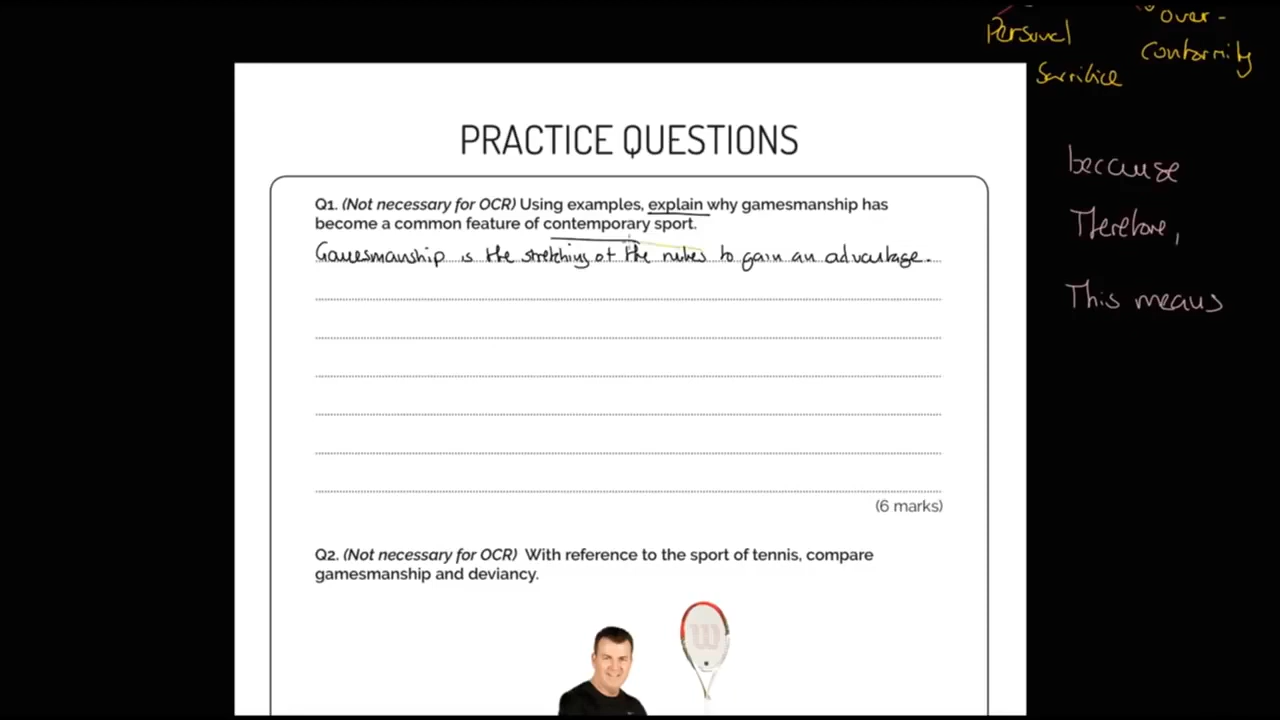 Personal
Sacrifice
over-
conformity
PRACTICE QUESTIONS
Q1. (Not necessary for OCR) Using examples, explain why gamesmanship has
become a common feature of contemporary sport.
Gamesmanship is the stretching of the rules to gain an advantage.
because
Therefore,
This means
(6 marks)
Q2. (Not necessary for OCR) With reference to the sport of tennis, compare
gamesmanship and deviancy.
W